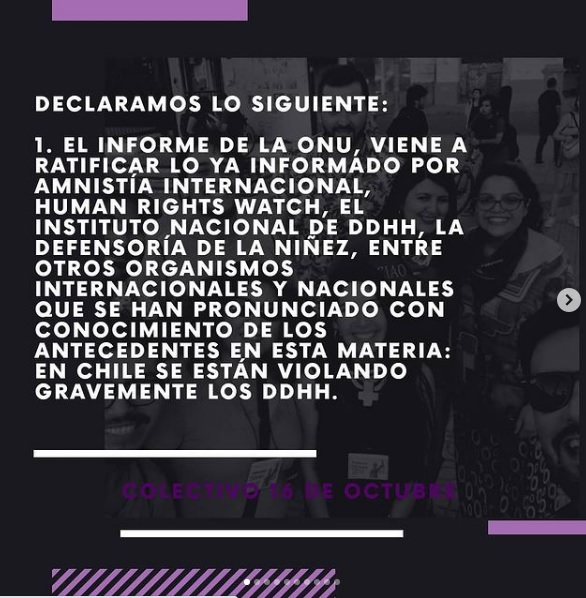 DECLARAMOS LO SIGUIENTE:
1. EL INFORME DE LA ONU, VIENE A
RATIFICAR LO YA INFORMADO POR
AMNISTÍA INTERNACIONAL,
HUMAN RIGHTS WATCH, EL
INSTITUTO NACIONAL DE DDHH, LA
DEFENSORÍA DE LA NIÑEZ, ENTRE
OTROS ORGANISMOS
INTERNACIONALES Y NACIONALES
QUE SE HAN PRONUNCIADO CON
CONOCIMIENTO DE LOS
ANTECEDENTES EN ESTA MATERIA:
EN CHILE SE ESTÁN VIOLANDO
GRAVEMENTE LOS DDHH.
COLECTIVO 16 DE OCTUBRE